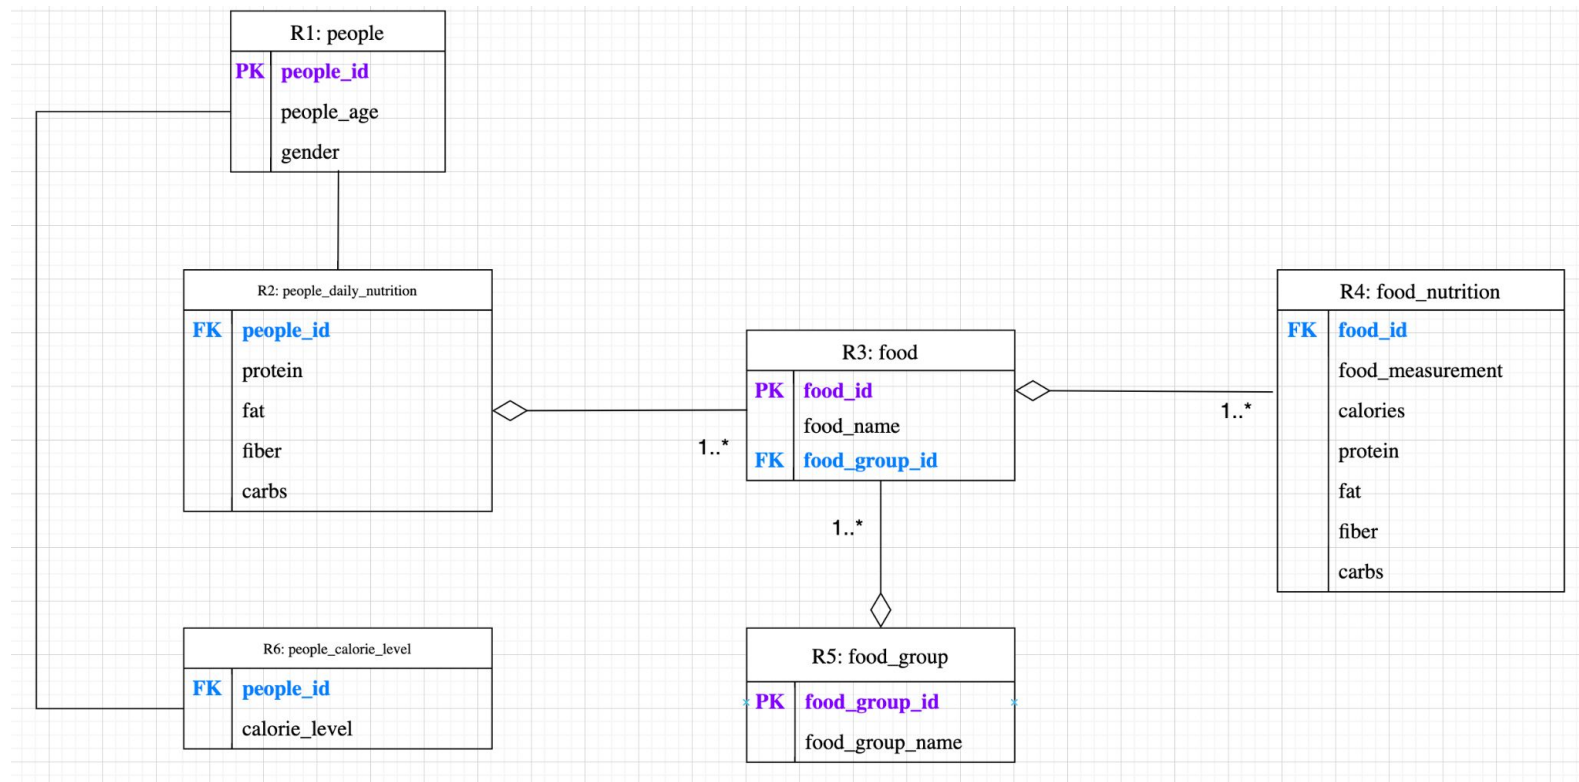 R1: people
PK people_id
people_age
gender
R2: people_daily_nutrition
FK people_id
protein
fat
fiber
carbs
1..*
R3: food
PK food_id
food_name
FK food_group_id
1..*
1..*
R4: food_nutrition
FK food_id
food_measurement
calories
protein
fat
fiber
carbs
R6: people_calorie_level
FK people_id
calorie_level
R5: food_group
PK food_group_id
food_group_name